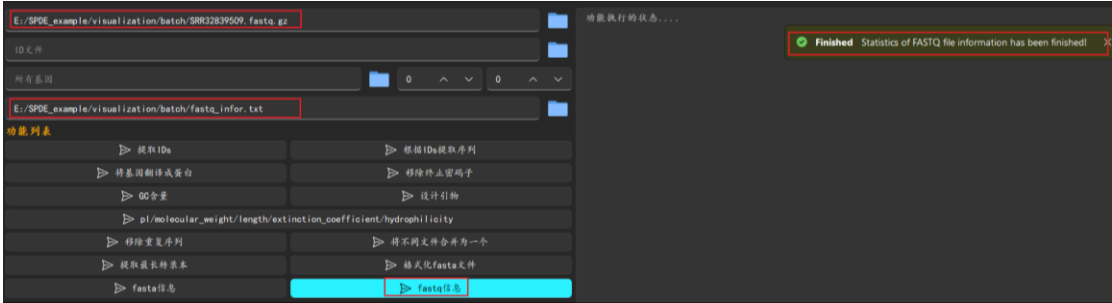 E:/SPDE_example/visualization/batch/SRR32839509.fastq.gz
功能执行的状态....
Finished Statistics of FASTQ file information has been finished!
ID文件
所有基因
0
0
E:/SPDE_example/visualization/batch/fastq_infor.txt
功能列表
提取IDs
根据IDs提取序列
将基因翻译成蛋白
移除终止密码子
GC含量
设计引物
pl/molecular_weight/length/extinction_coefficient/hydrophilicity
移除重复序列
将不同文件合并为一个
提取最长转录本
格式化fasta文件
fasta信息
fastq信息